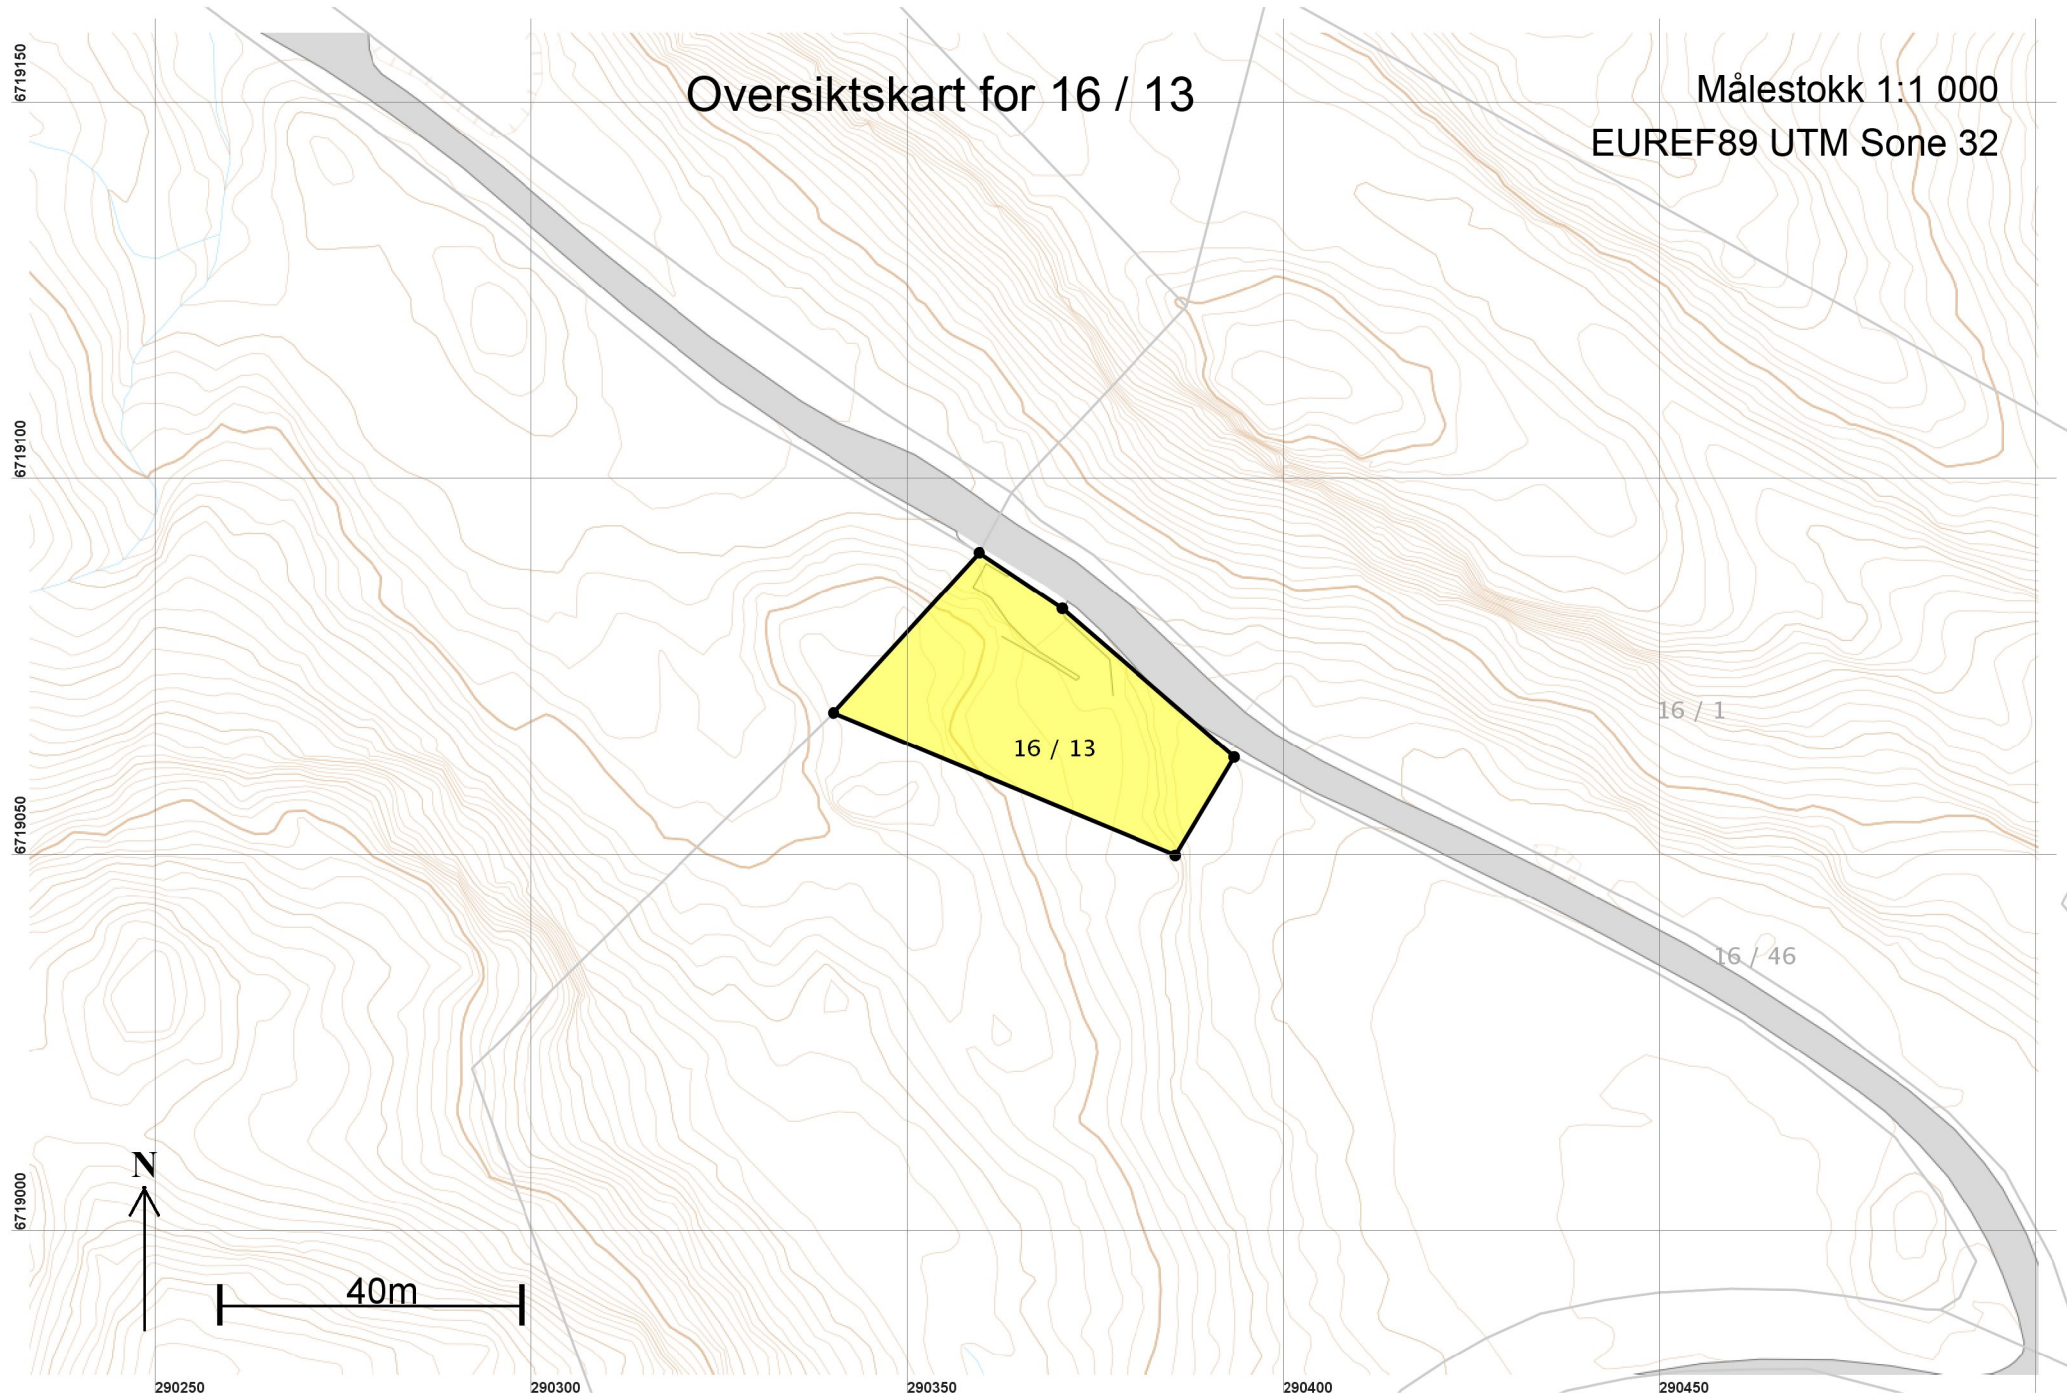 Oversiktskart for 16 / 13
Målestokk 1:1 000
EUREF89 UTM Sone 32
6719150
6719100
6719050
6719000
16 / 13
16 / 1
16 / 46
N
40m
290250
290300
290350
290400
290450